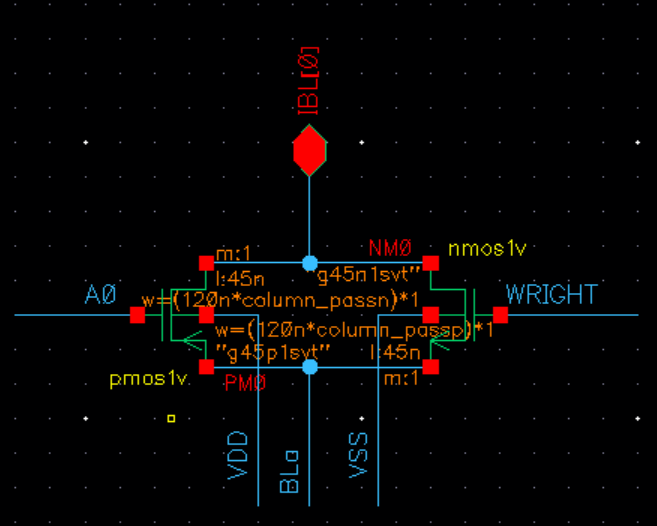 IBL[0]
m:1
NM0
nmos1v
l:45n
"g45n1svt"
A0
w=(120n*column_passn)*1
WRIGHT
w=(120n*column_passp)*1
"g45p1svt"
l:45n
pmos1v
PM0
m:1
VDD
BLa
VSS